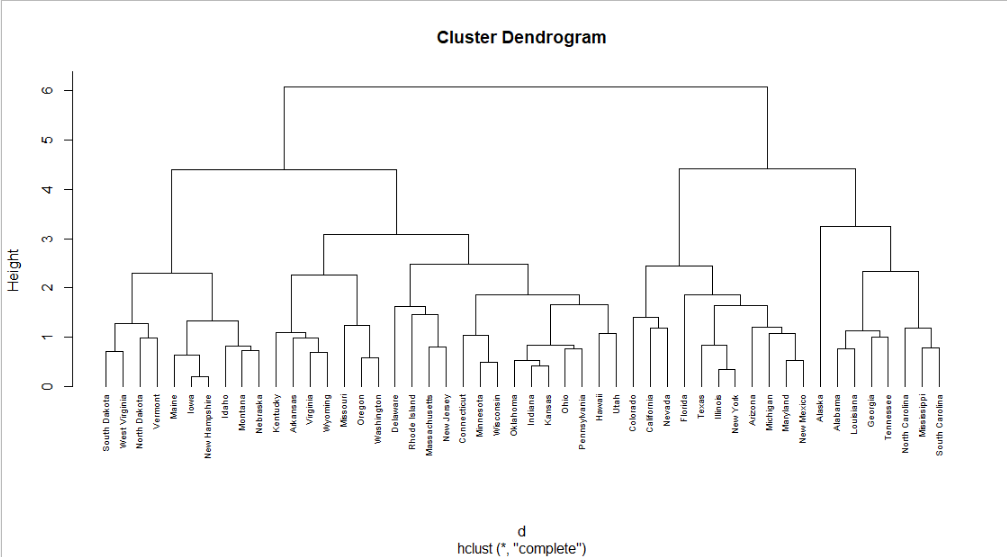 Cluster Dendrogram
Height
6
5
4
3
2
1
0
South Dakota
West Virginia
North Dakota
Vermont
Maine
Iowa
New Hampshire
Idaho
Montana
Nebraska
Kentucky
Arkansas
Virginia
Wyoming
Missouri
Oregon
Washington
Delaware
Rhode Island
Massachusetts
New Jersey
Connecticut
Minnesota
Wisconsin
Oklahoma
Indiana
Kansas
Ohio
Pennsylvania
Hawaii
Utah
Colorado
California
Nevada
Florida
Texas
Illinois
New York
Arizona
Michigan
Maryland
New Mexico
Alaska
Alabama
Louisiana
Georgia
Tennessee
North Carolina
Mississippi
South Carolina
d
hclust (*, "complete")